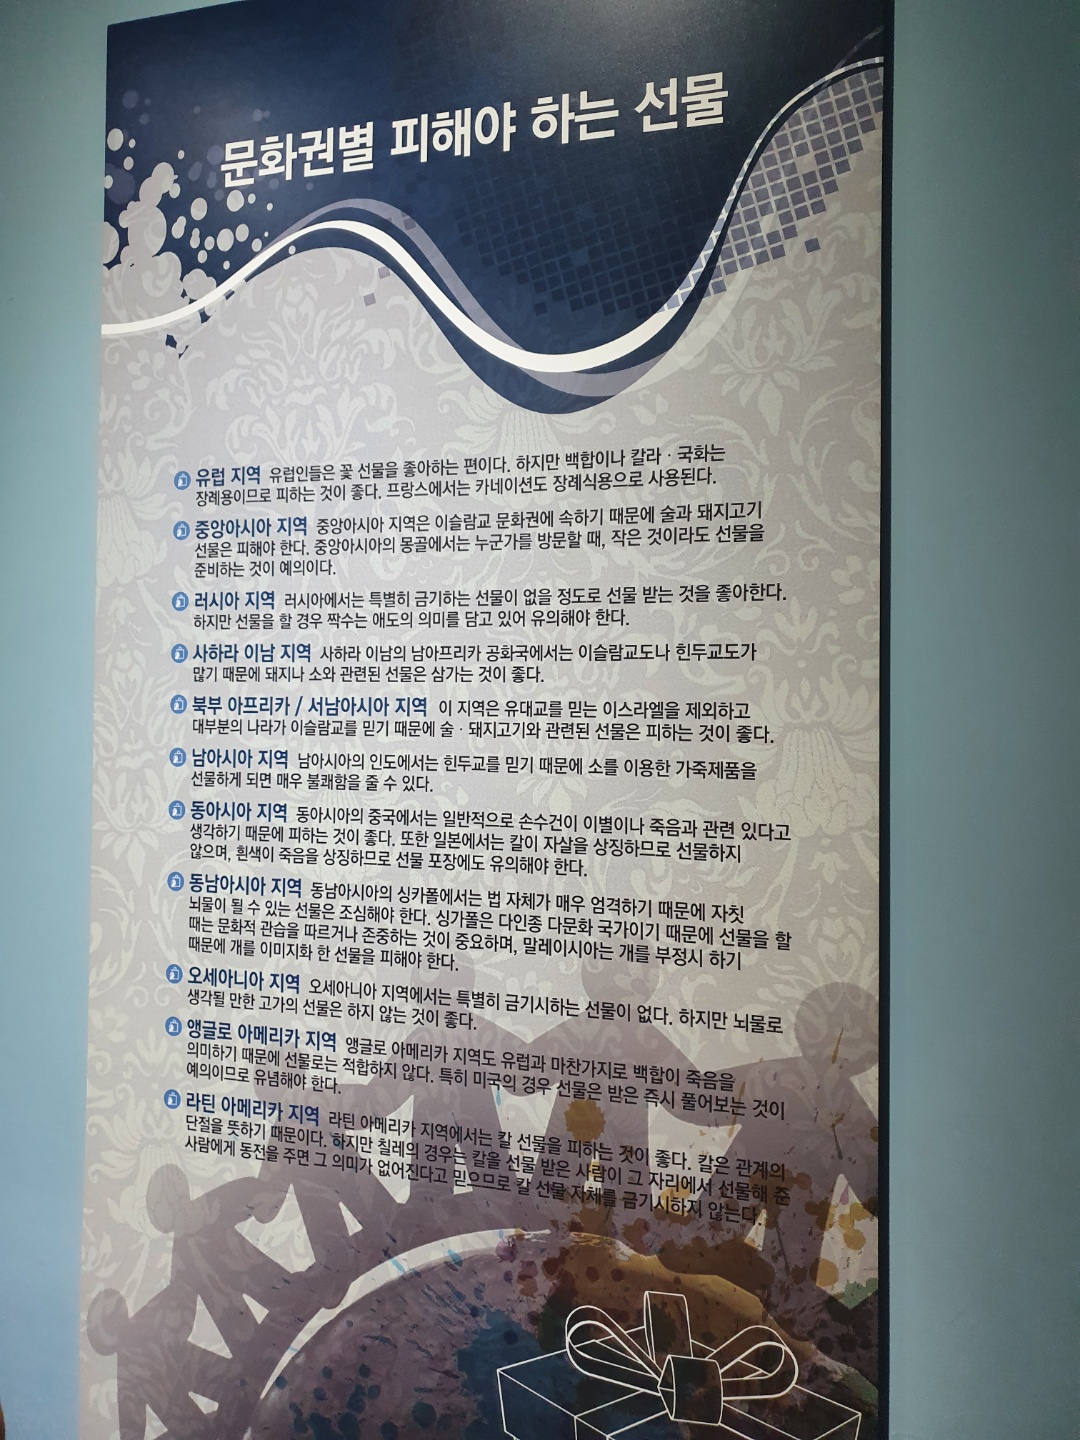 문화권별 피해야 하는 선물
유럽 지역 유럽인들은 꽃 선물을 좋아하는 편이다. 하지만 백합이나 칼라 · 국화는
장례용이므로 피하는 것이 좋다. 프랑스에서는 카네이션도 장례식용으로 사용된다.
중앙아시아 지역 중앙아시아 지역은 이슬람교 문화권에 속하기 때문에 술과 돼지고기
선물은 피해야 한다. 중앙아시아의 몽골에서는 누군가를 방문할 때, 작은 것이라도 선물을
준비하는 것이 예의이다.
러시아 지역 러시아에서는 특별히 금기하는 선물이 없을 정도로 선물 받는 것을 좋아한다.
하지만 선물을 할 경우 짝수는 애도의 의미를 담고 있어 유의해야 한다.
사하라 이남 지역 사하라 이남의 남아프리카 공화국에서는 이슬람교도나 힌두교도가
많기 때문에 돼지나 소와 관련된 선물은 삼가는 것이 좋다.
북부 아프리카 / 서남아시아 지역 이 지역은 유대교를 믿는 이스라엘을 제외하고
대부분의 나라가 이슬람교를 믿기 때문에 술 · 돼지고기와 관련된 선물은 피하는 것이 좋다.
남아시아 지역 남아시아의 인도에서는 힌두교를 믿기 때문에 소를 이용한 가죽제품을
선물하게 되면 매우 불쾌함을 줄 수 있다.
동아시아 지역 동아시아의 중국에서는 일반적으로 손수건이 이별이나 죽음과 관련 있다고
생각하기 때문에 피하는 것이 좋다. 또한 일본에서는 칼이 자살을 상징하므로 선물하지
않으며, 흰색이 죽음을 상징하므로 선물 포장에도 유의해야 한다.
동남아시아 지역 동남아시아의 싱카폴에서는 법 자체가 매우 엄격하기 때문에 자칫
뇌물이 될 수 있는 선물은 조심해야 한다. 싱가폴은 다인종 다문화 국가이기 때문에 선물을 할
때는 문화적 관습을 따르거나 존중하는 것이 중요하며, 말레이시아는 개를 부정시 하기
때문에 개를 이미지화 한 선물을 피해야 한다.
오세아니아 지역 오세아니아 지역에서는 특별히 금기시하는 선물이 없다. 하지만 뇌물로
생각될 만한 고가의 선물은 하지 않는 것이 좋다.
앵글로 아메리카 지역 앵글로 아메리카 지역도 유럽과 마찬가지로 백합이 죽음을
의미하기 때문에 선물로는 적합하지 않다. 특히 미국의 경우 선물은 받은 즉시 풀어보는 것이
예의이므로 유념해야 한다.
라틴 아메리카 지역 라틴 아메리카 지역에서는 칼 선물을 피하는 것이 좋다. 칼은 관계의
단절을 뜻하기 때문이다. 하지만 칠레의 경우는 칼을 선물 받은 사람이 그 자리에서 선물해 준
사람에게 동전을 주면 그 의미가 없어진다고 믿으므로 칼 선물 자체를 금기시하지 않는다.